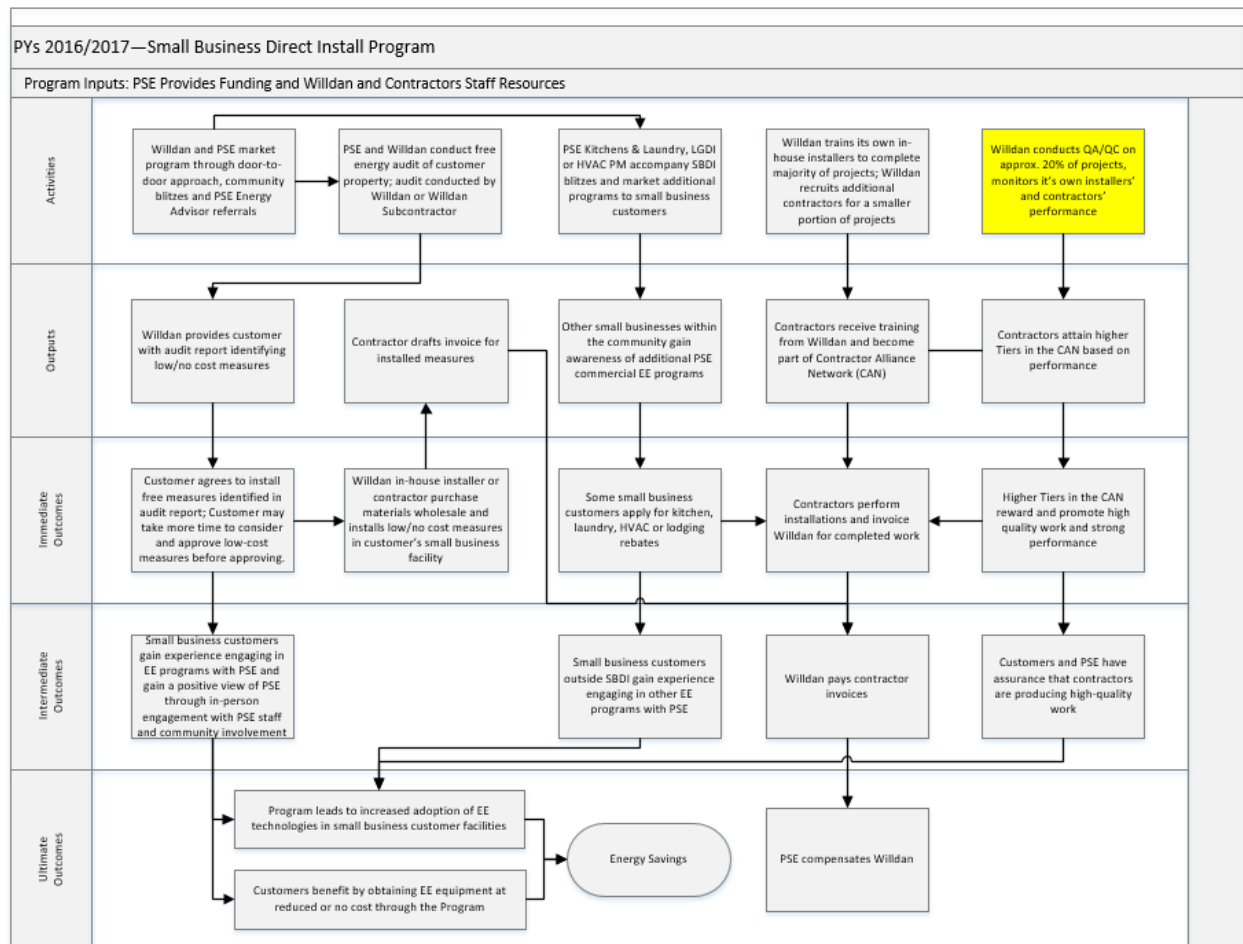 PYs 2016/2017—Small Business Direct Install Program
Program Inputs: PSE Provides Funding and Willdan and Contractors Staff Resources
Activities
Willdan and PSE market
program through door-to-
door approach, community
blitzes and PSE Energy
Advisor referrals
PSE and Willdan conduct free
energy audit of customer
property; audit conducted by
Willdan or Willdan
Subcontractor
PSE Kitchens & Laundry, LGDI
or HVAC PM accompany SBDI
blitzes and market additional
programs to small business
customers
Willdan trains its own in-
house installers to complete
majority of projects; Willdan
recruits additional
contractors for a smaller
portion of projects
Willdan conducts QA/QC on
approx. 20% of projects,
monitors it's own installers'
and contractors'
performance
Outputs
Willdan provides customer
with audit report identifying
low/no cost measures
Contractor drafts invoice for
installed measures
Other small businesses within
the community gain
awareness of additional PSE
commercial EE programs
Contractors receive training
from Willdan and become
part of Contractor Alliance
Network (CAN)
Contractors attain higher
Tiers in the CAN based on
performance
Immediate
Outcomes
Customer agrees to install
free measures identified in
audit report; Customer may
take more time to consider
and approve low-cost
measures before approving.
Willdan in-house installer or
contractor purchase
materials wholesale and
installs low/no cost measures
in customer's small business
facility
Some small business
customers apply for kitchen,
laundry, HVAC or lodging
rebates
Contractors perform
installations and invoice
Willdan for completed work
Higher Tiers in the CAN
reward and promote high
quality work and strong
performance
Intermediate
Outcomes
Small business customers
gain experience engaging in
EE programs with PSE and
gain a positive view of PSE
through in-person
engagement with PSE staff
and community involvement
Small business customers
outside SBDI gain experience
engaging in other EE
programs with PSE
Willdan pays contractor
invoices
Customers and PSE have
assurance that contractors
are producing high-quality
work
Ultimate
Outcomes
Program leads to increased adoption of EE
technologies in small business customer facilities
Customers benefit by obtaining EE equipment at
reduced or no cost through the Program
Energy Savings
PSE compensates Willdan